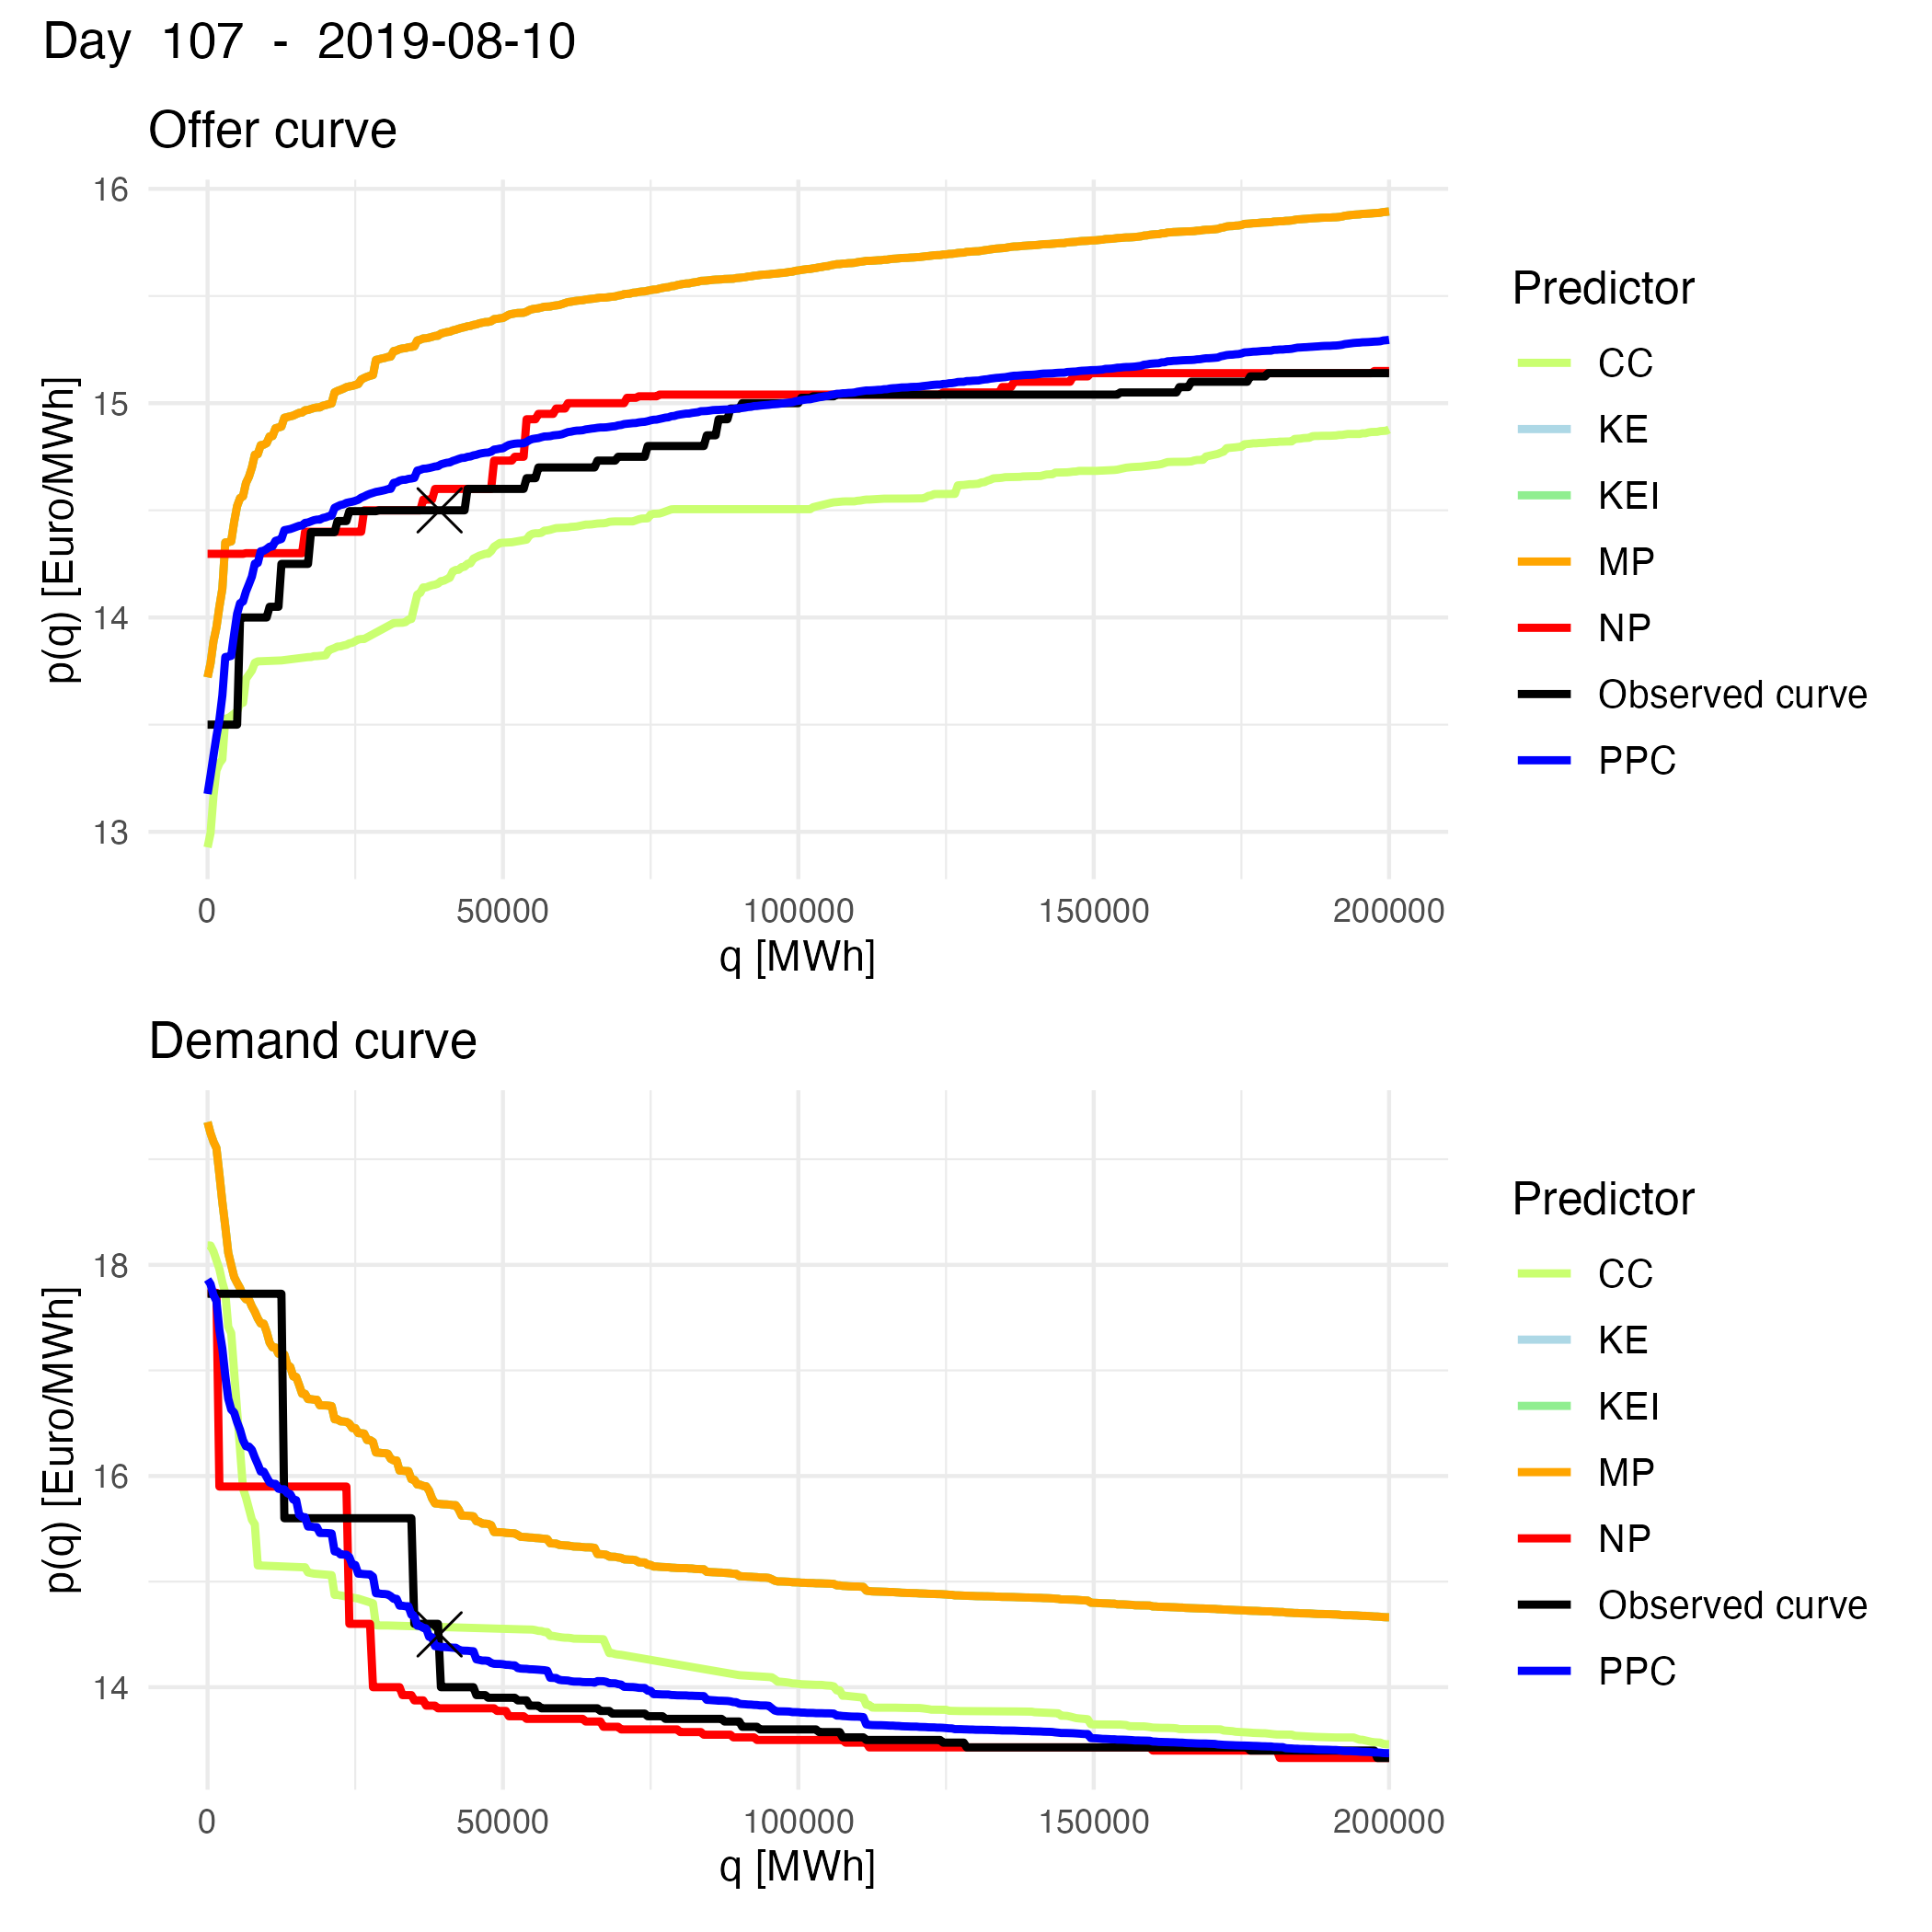 Day 107 - 2019-08-10
Offer curve
16
15
14
13
p(q) [Euro/MWh]
0 50000 100000 150000 200000
q [MWh]
Predictor
CC
KE
KEI
MP
NP
Observed curve
PPC
Demand curve
18
16
14
p(q) [Euro/MWh]
0 50000 100000 150000 200000
q [MWh]
Predictor
CC
KE
KEI
MP
NP
Observed curve
PPC